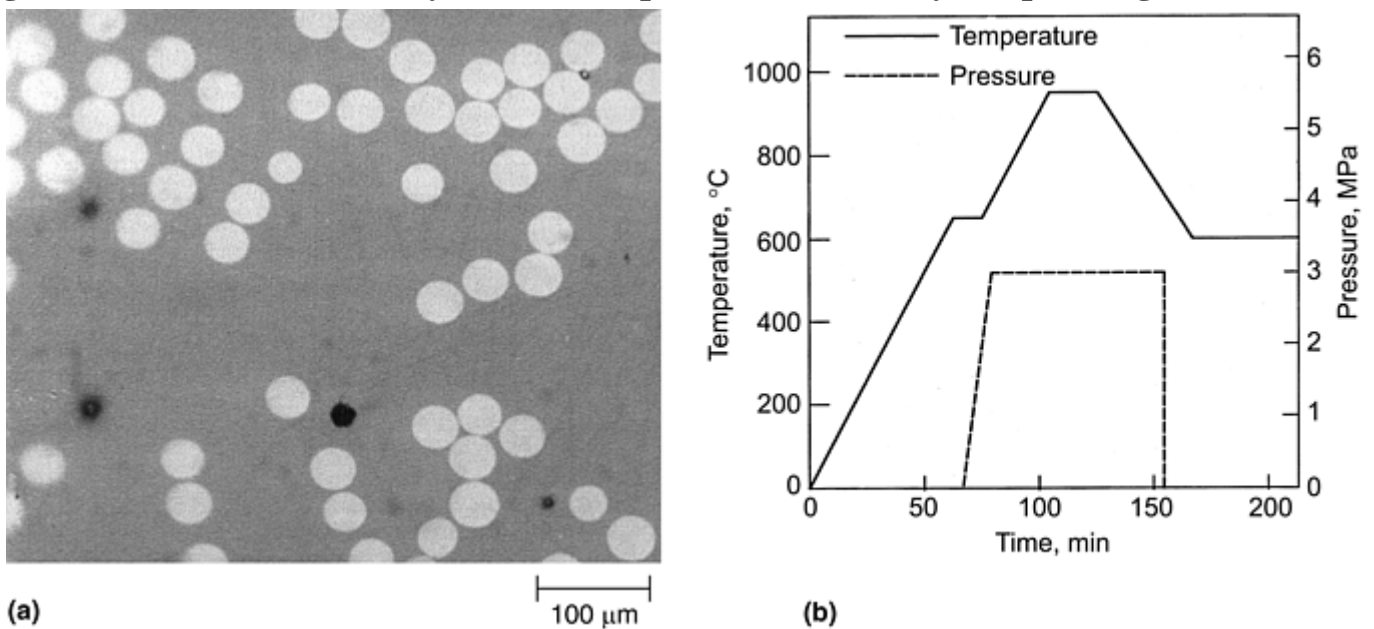 Temperature
Pressure
1000
800
600
400
200
0
Temperature, °C
0
50
100
150
200
Time, min
6
5
4
3
2
1
0
Pressure, MPa
100 μm
(a)
(b)